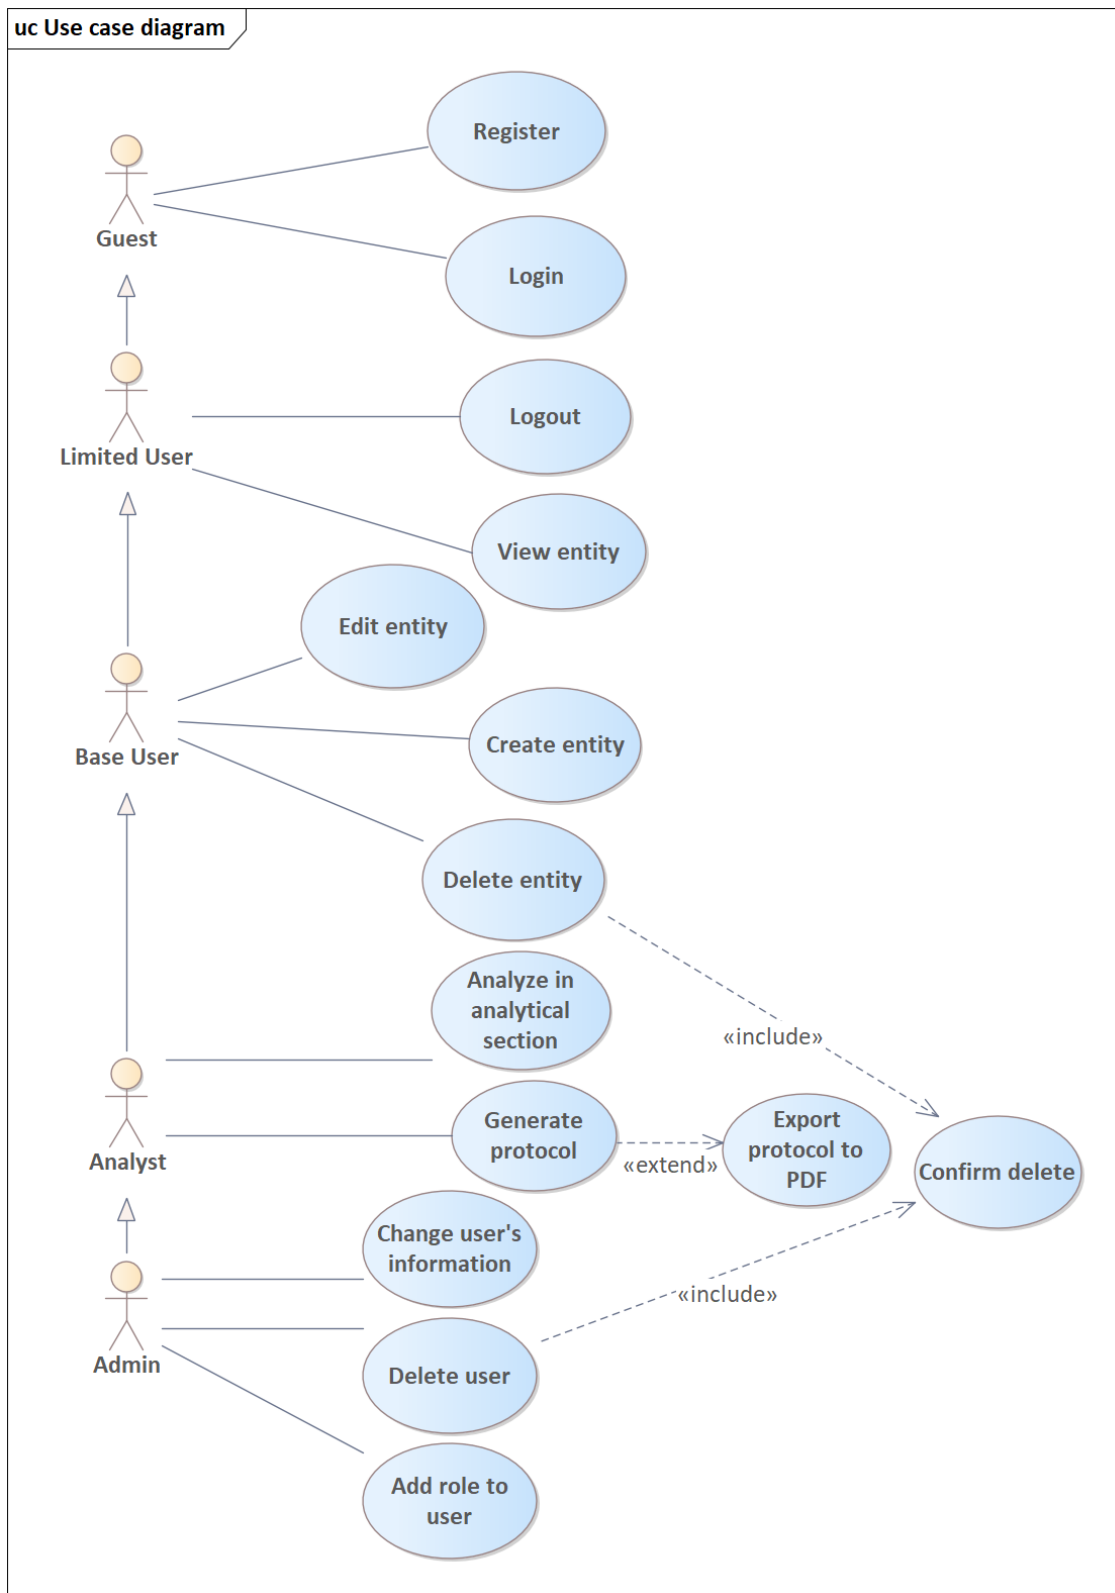 uc Use case diagram
Register
Guest
Login
Logout
Limited User
View entity
Edit entity
Base User
Create entity
Delete entity
Analyze in
analytical
section
«include»
Analyst
Generate
protocol
«extend»
Export
protocol to
PDF
Confirm delete
Change user's
information
«include»
Admin
Delete user
Add role to
user